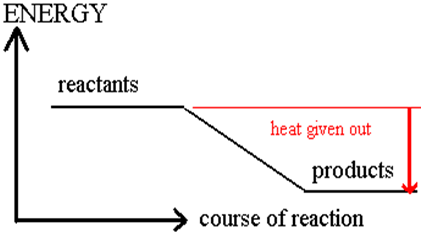 ENERGY
reactants
heat given out
products
course of reaction